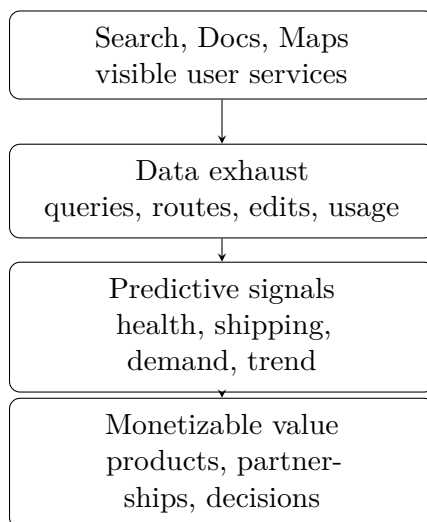 Search, Docs, Maps
visible user services
Data exhaust
queries, routes, edits, usage
Predictive signals
health, shipping,
demand, trend
Monetizable value
products, partner-
ships, decisions